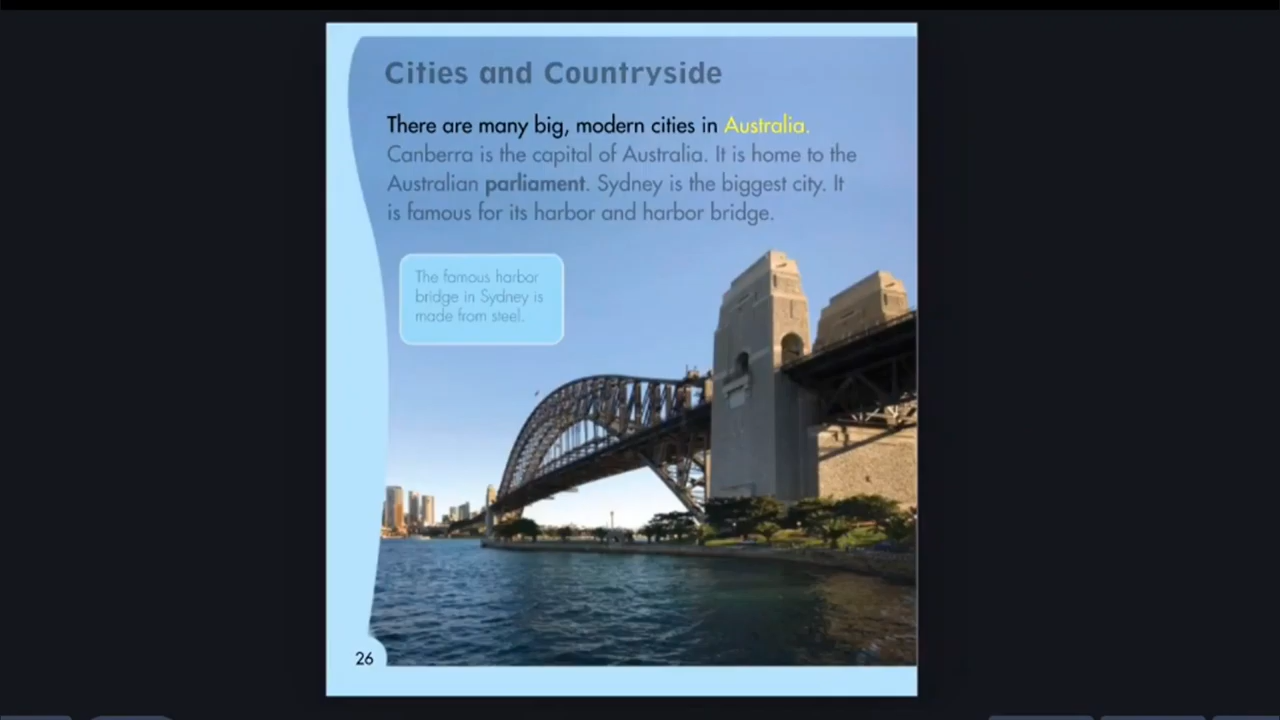 Cities and Countryside
There are many big, modern cities in Australia.
Canberra is the capital of Australia. It is home to the
Australian parliament. Sydney is the biggest city. It
is famous for its harbor and harbor bridge.
The famous harbor
bridge in Sydney is
made from steel.
26